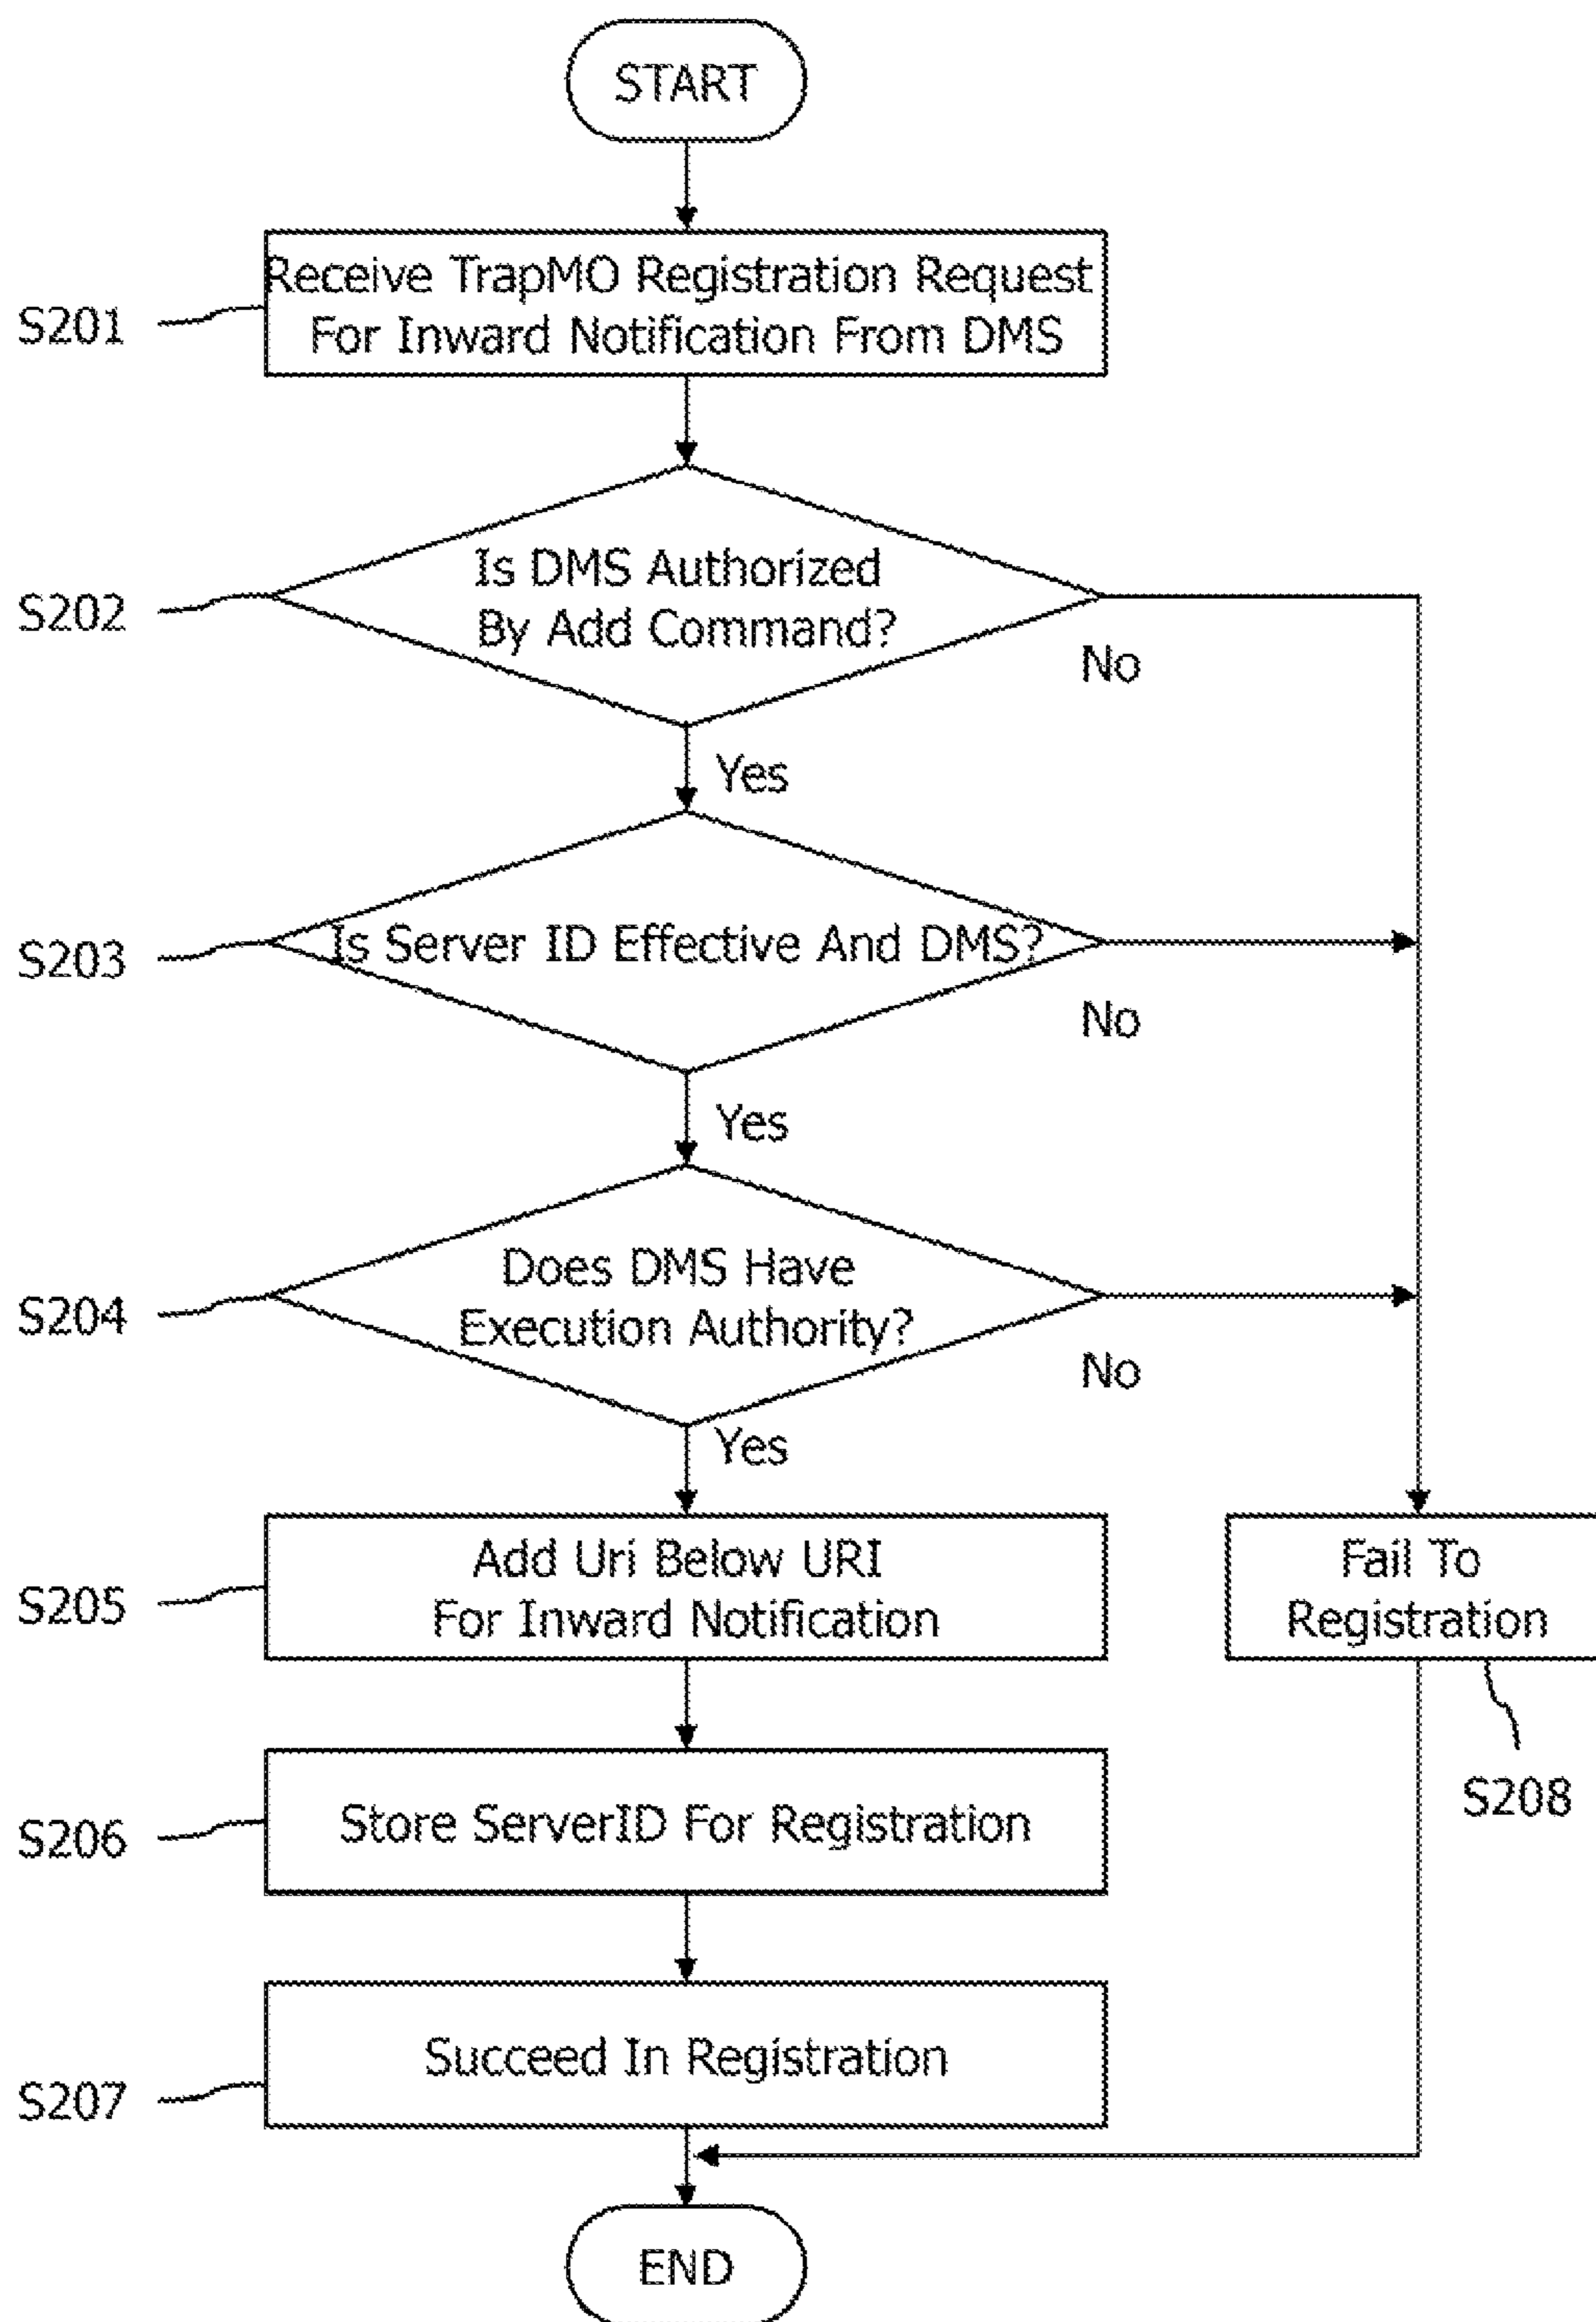 START
Receive TrapMO Registration Request
For Inward Notification From DMS
S201
Is DMS Authorized
By Add Command?
S202
No
Yes
Is Server ID Effective And DMS?
S203
No
Yes
Does DMS Have
Execution Authority?
S204
No
Yes
Add Uri Below URI
For Inward Notification
S205
Fail To
Registration
S208
Store ServerID For Registration
S206
Succeed In Registration
S207
END